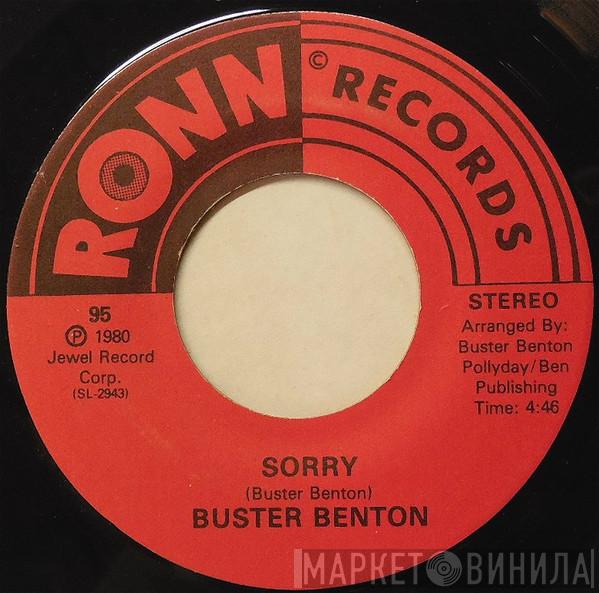 RONN
© RECORDS
95
℗ 1980
Jewel Record
Corp.
(SL-2943)
STEREO
Arranged By:
Buster Benton
Pollyday/Ben
Publishing
Time: 4:46
SORRY
(Buster Benton)
BUSTER BENTON
МАРКЕТ ВИНИЛА